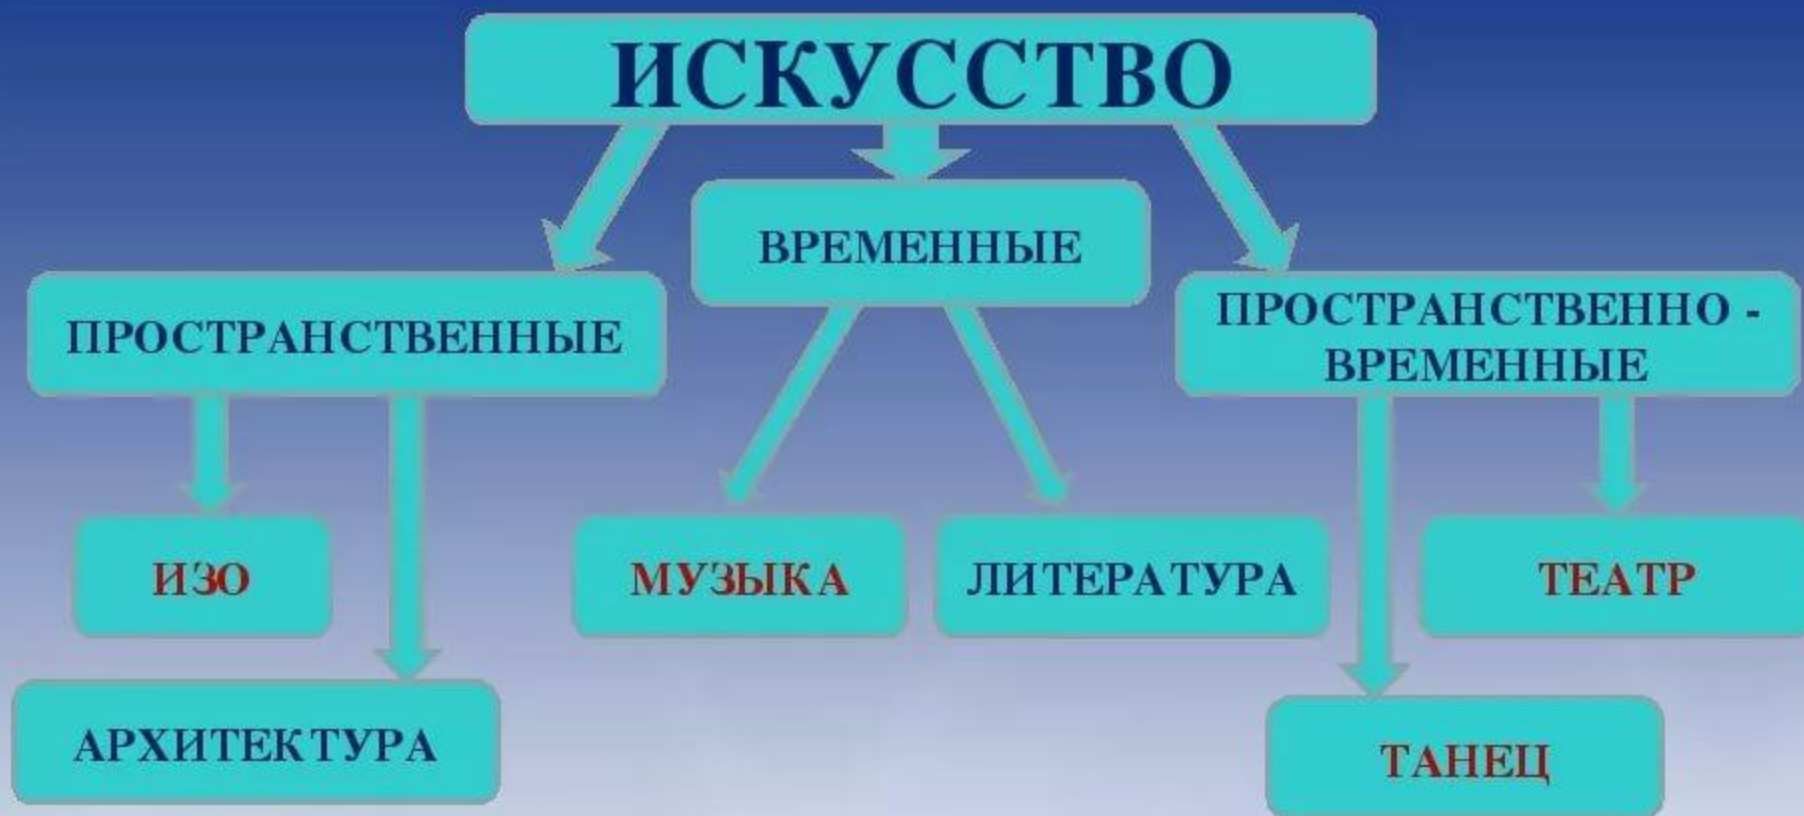 ИСКУССТВО
ВРЕМЕННЫЕ
ПРОСТРАНСТВЕННЫЕ
ПРОСТРАНСТВЕННО -
ВРЕМЕННЫЕ
ИЗО
МУЗЫКА
ЛИТЕРАТУРА
ТЕАТР
АРХИТЕКТУРА
ТАНЕЦ